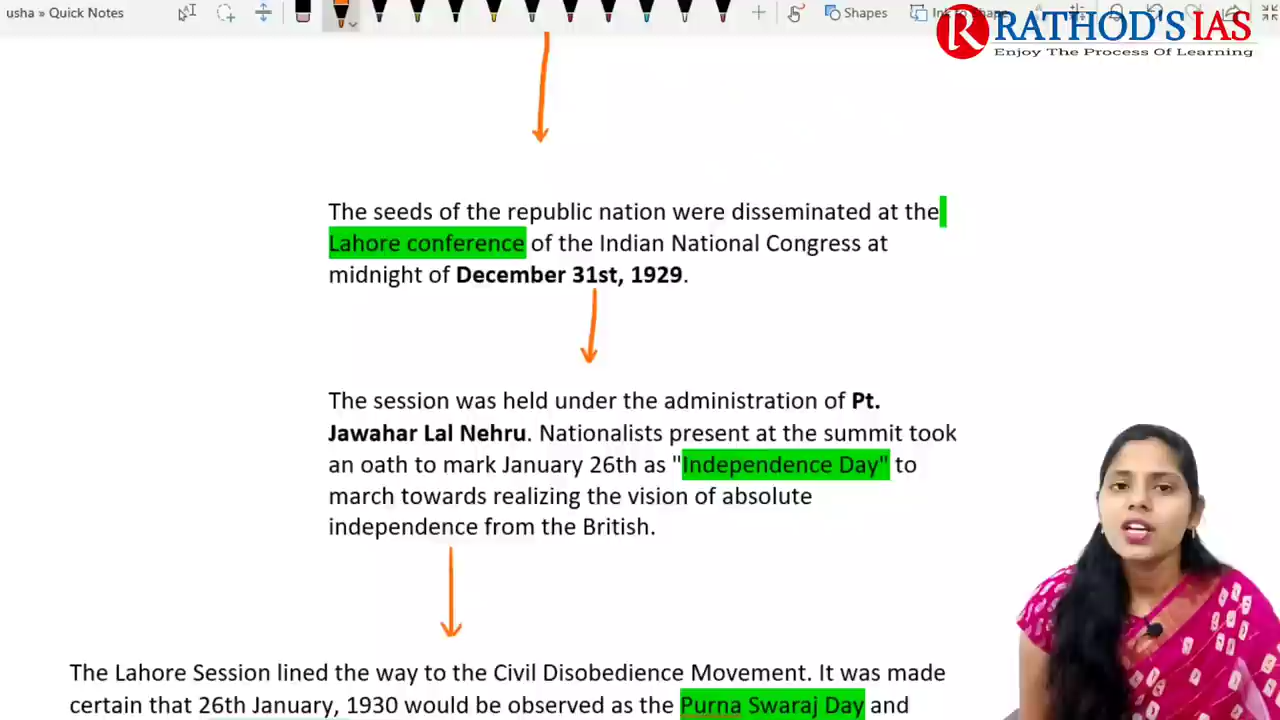 usha » Quick Notes
Shapes
RATHOD'S IAS
Enjoy The Process Of Learning
The seeds of the republic nation were disseminated at the
Lahore conference of the Indian National Congress at
midnight of December 31st, 1929.
The session was held under the administration of Pt.
Jawahar Lal Nehru. Nationalists present at the summit took
an oath to mark January 26th as "Independence Day" to
march towards realizing the vision of absolute
independence from the British.
The Lahore Session lined the way to the Civil Disobedience Movement. It was made
certain that 26th January, 1930 would be observed as the Purna Swaraj Day and